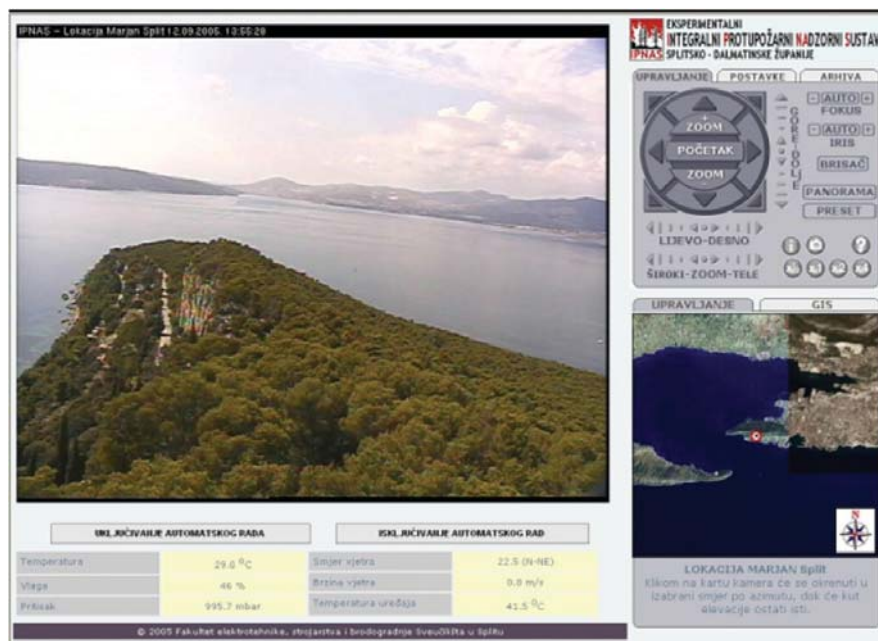 IPNAS - Lokacija Marjan Split 12.09.2005. 13:55:28
EKSPERIMENTALNI
INTEGRALNI PROTUPOŽARNI NADZORNI SUSTAV
IPNAS SPLITSKO - DALMATINSKE ŽUPANIJE
UPRAVLJANJE POSTAVKE ARHIVA
+
ZOOM
POČETAK
ZOOM
-
GORE-DOLJE
- AUTO +
FOKUS
- AUTO +
IRIS
BRISAČ
PANORAMA
PRESET
LIJEVO-DESNO
ŠIROKI-ZOOM-TELE
?
UPRAVLJANJE GIS
N
UKLJUČIVANJE AUTOMATSKOG RADA
ISKLJUČIVANJE AUTOMATSKOG RAD
Temperatura 29.6 °C Smjer vjetra 22.5 (N-NE)
Vlaga 46 % Brzina vjetra 0.0 m/s
Pritisak 995.7 mbar Temperatura uređaja 41.5 °C
LOKACIJA MARJAN Split
Klikom na kartu kamera će se okrenuti u
izabrani smjer po azimutu, dok će kut
elevacije ostati isti.
© 2005 Fakultet elektrotehnike, strojarstva i brodogradnje Sveučilišta u Splitu